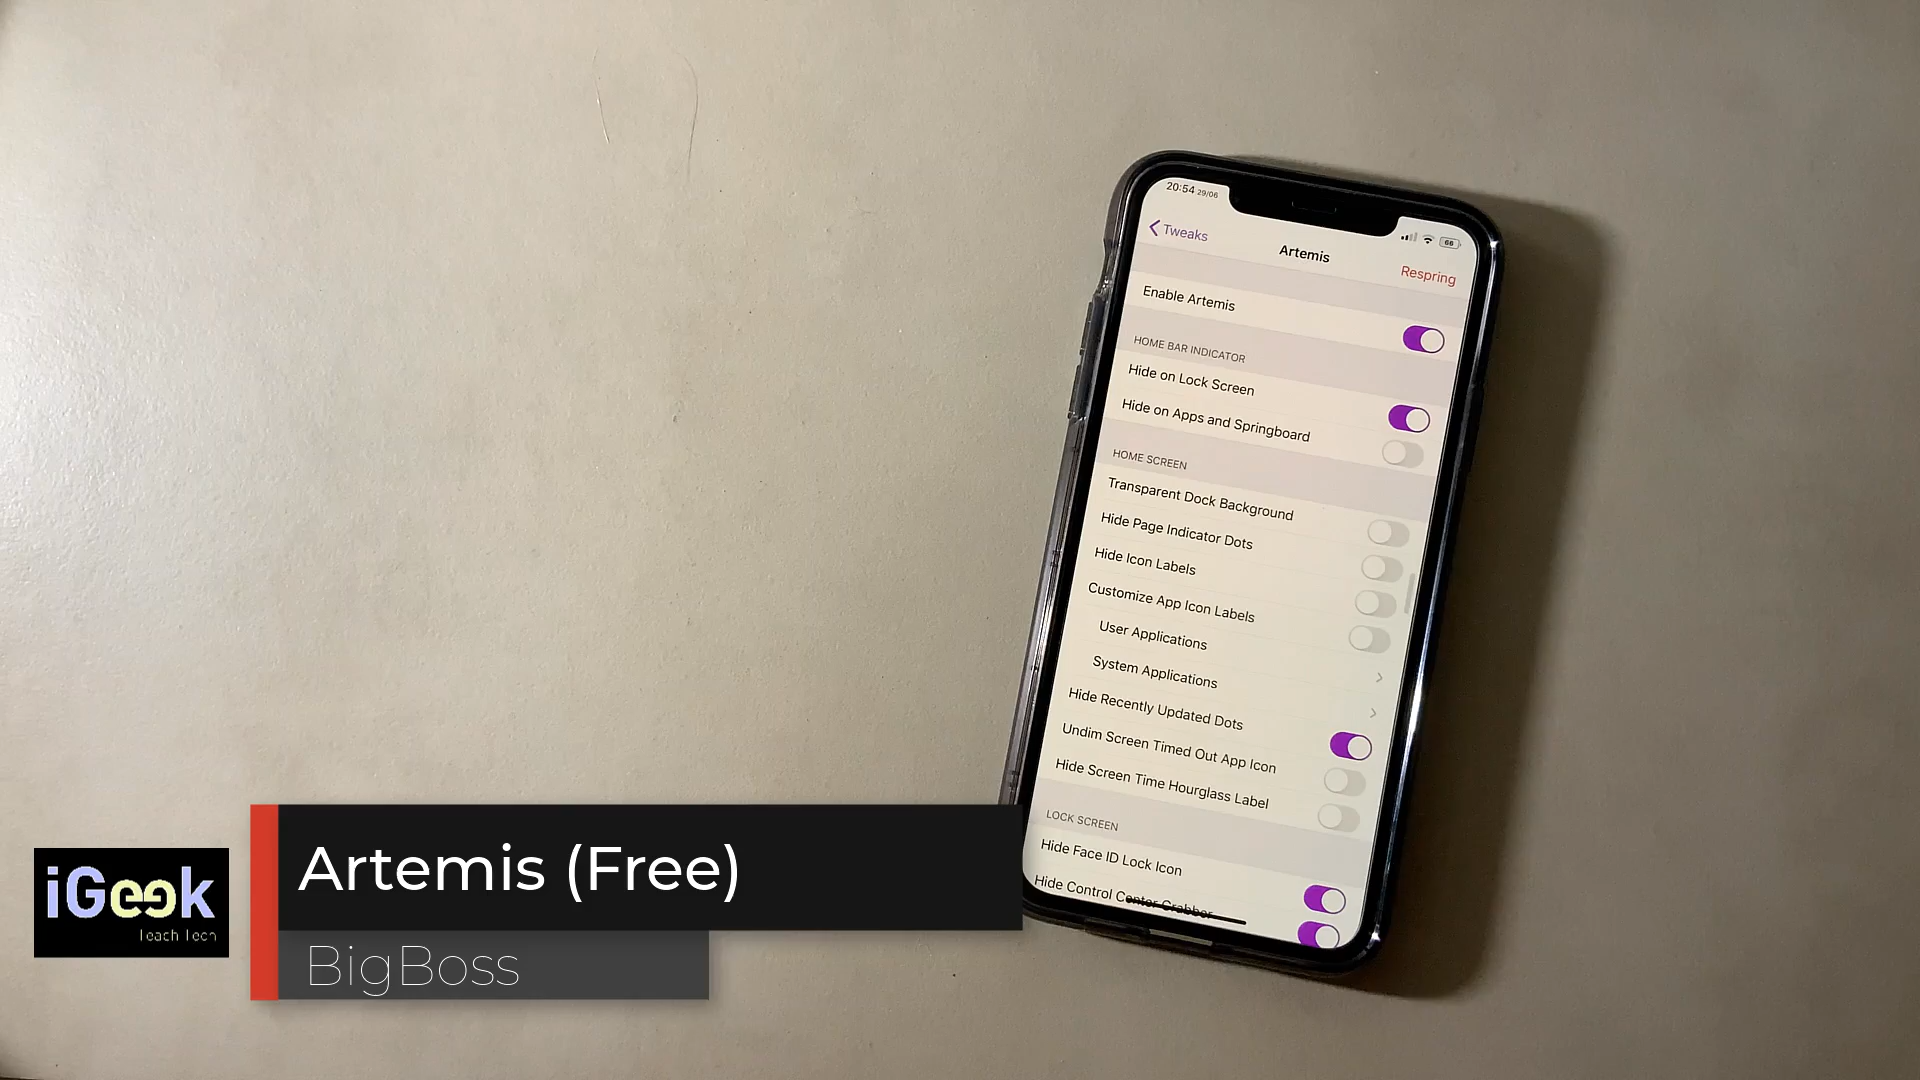 20:54 29/06
68
Tweaks
Artemis
Respring
Enable Artemis
HOME BAR INDICATOR
Hide on Lock Screen
Hide on Apps and Springboard
HOME SCREEN
Transparent Dock Background
Hide Page Indicator Dots
Hide Icon Labels
Customize App Icon Labels
User Applications
System Applications
Hide Recently Updated Dots
Undim Screen Timed Out App Icon
Hide Screen Time Hourglass Label
LOCK SCREEN
Hide Face ID Lock Icon
Hide Control Center Grabber
Artemis (Free)
BigBoss
iGeek
Teach Tech